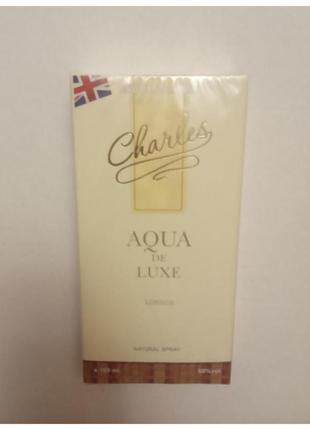 Charles
AQUA
DE
LUXE
LONDON
NATURAL SPRAY